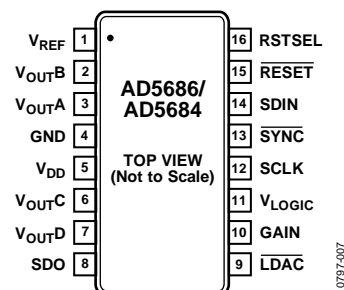 VREF 1 16 RSTSEL
VOUTB 2 15 RESET
VOUTA 3 14 SDIN
GND 4 13 SYNC
VDD 5 12 SCLK
VOUTC 6 11 VLOGIC
VOUTD 7 10 GAIN
SDO 8 9 LDAC
AD5686/
AD5684
TOP VIEW
(Not to Scale)
0797-007